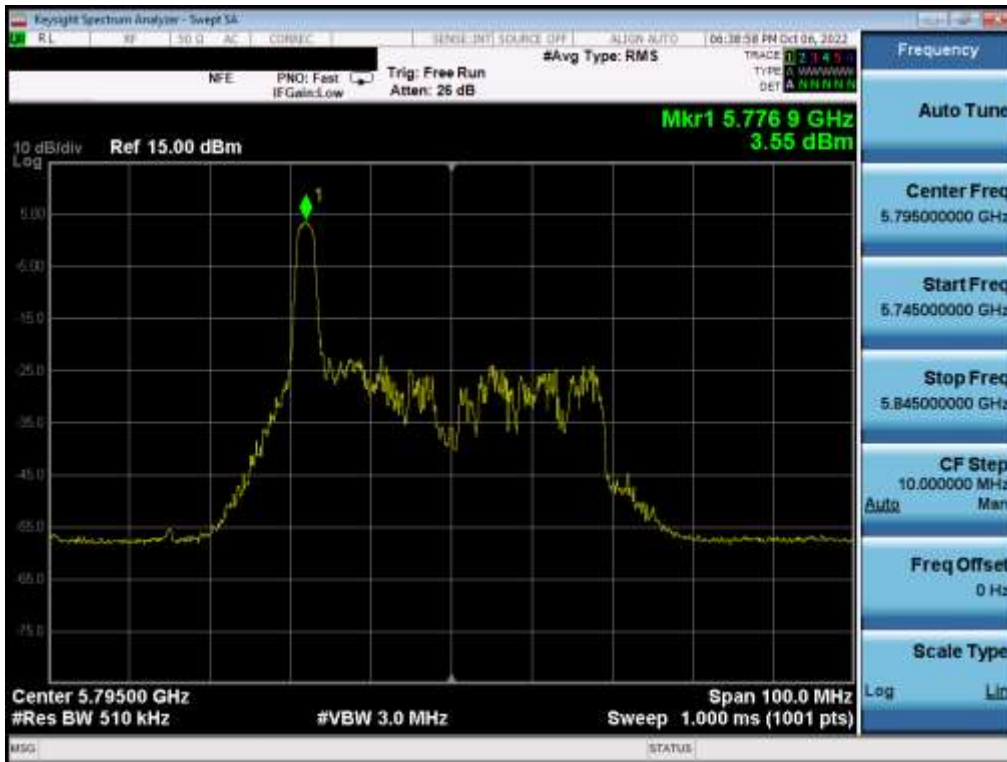 Keysight Spectrum Analyzer - Swept SA
RL RF 50 Ω AC CORREC SENSE:INT SOURCE OFF ALIGN AUTO 06:38:58 PM Oct 06, 2022
#Avg Type: RMS
TRACE 1 2 3 4 5 6
NFE PNO: Fast Trig: Free Run
TYPE A WWWWW
IFGain:Low Atten: 26 dB
DET A N N N N N
Mkr1 5.776 9 GHz
10 dB/div Ref 15.00 dBm 3.55 dBm
Log
1
5.00
-5.00
-15.0
-25.0
-35.0
-45.0
-55.0
-65.0
-75.0
Center 5.79500 GHz Span 100.0 MHz
#Res BW 510 kHz #VBW 3.0 MHz Sweep 1.000 ms (1001 pts)
MSG STATUS
Frequency
Auto Tune
Center Freq
5.795000000 GHz
Start Freq
5.745000000 GHz
Stop Freq
5.845000000 GHz
CF Step
10.000000 MHz
Auto Man
Freq Offset
0 Hz
Scale Type
Log Lin